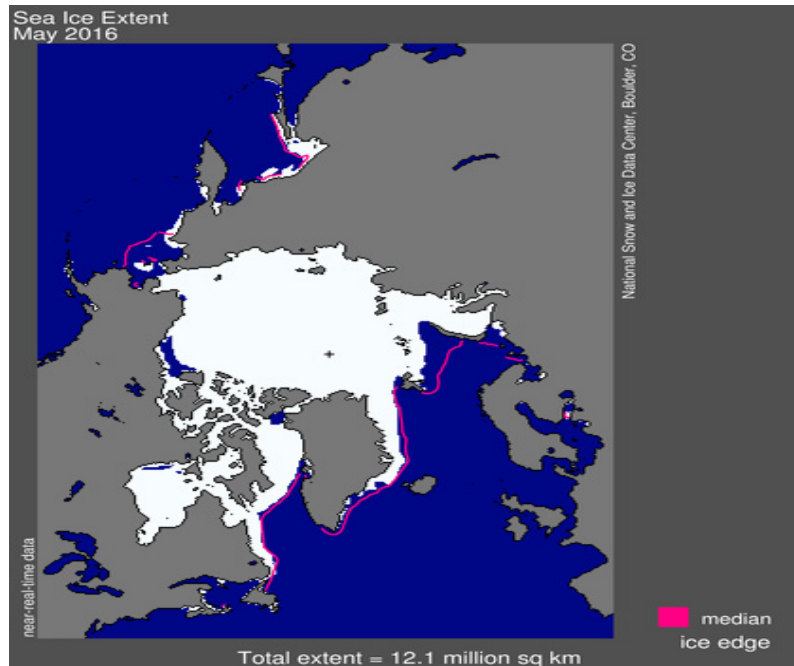 Sea Ice Extent
May 2016
National Snow and Ice Data Center, Boulder, CO
near-real-time data
median
ice edge
Total extent = 12.1 million sq km